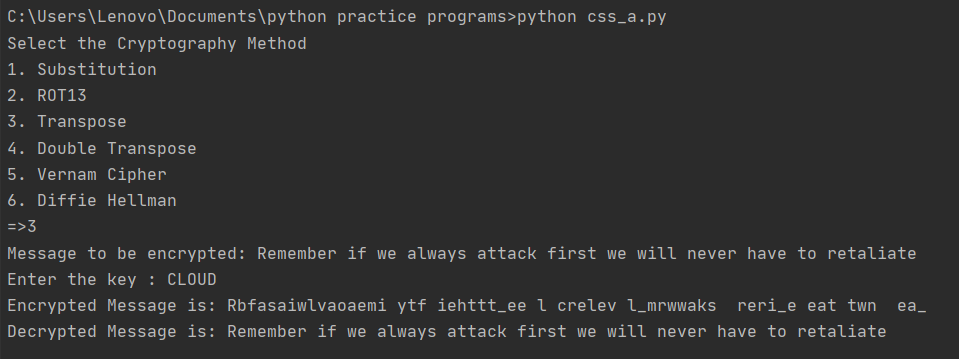 C:\Users\Lenovo\Documents\python practice programs>python css_a.py
Select the Cryptography Method
1. Substitution
2. ROT13
3. Transpose
4. Double Transpose
5. Vernam Cipher
6. Diffie Hellman
=>3
Message to be encrypted: Remember if we always attack first we will never have to retaliate
Enter the key : CLOUD
Encrypted Message is: Rbfasaiwlvaoaemi ytf iehttt_ee l crelev l_mrwwaks  reri_e eat twn  ea_
Decrypted Message is: Remember if we always attack first we will never have to retaliate